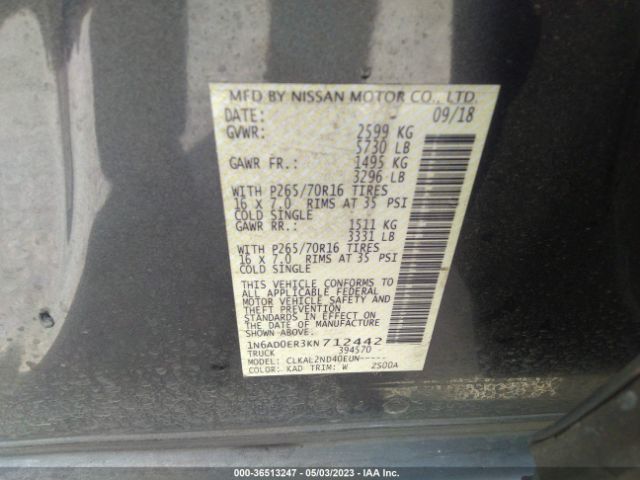 MFD BY NISSAN MOTOR CO., LTD.
DATE: 09/18
GVWR: 2599 KG
5730 LB
GAWR FR.: 1495 KG
3296 LB
WITH P265/70R16 TIRES
16 X 7.0 RIMS AT 35 PSI
COLD SINGLE
GAWR RR.: 1511 KG
3331 LB
WITH P265/70R16 TIRES
16 X 7.0 RIMS AT 35 PSI
COLD SINGLE
THIS VEHICLE CONFORMS TO
ALL APPLICABLE FEDERAL
MOTOR VEHICLE SAFETY AND
THEFT PREVENTION
STANDARDS IN EFFECT ON
THE DATE OF MANUFACTURE
SHOWN ABOVE.
1N6AD0ER3KN712442
TRUCK 394570
MODEL: CLKAL2ND40EUN-----
COLOR: KAD TRIM: W 2S00A
000-36513247 - 05/03/2023 - IAA Inc.